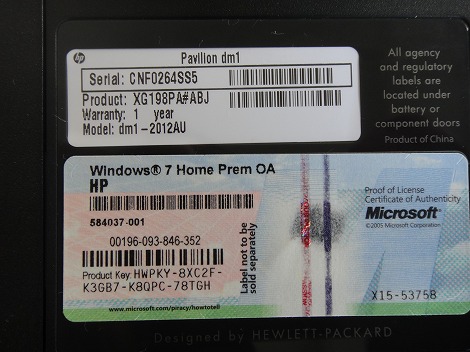 hp
Pavilion dm1
Serial: CNF0264SS5
Product: XG198PA#ABJ
Warranty: 1 year
Model: dm1-2012AU
All agency
and regulatory
labels are
located under
battery or
component doors
Product of China
Windows® 7 Home Prem OA
HP
584037-001
00196-093-846-352
Product Key: HWPKY-8XC2F-
K3GB7-K8QPC-78TGH
www.microsoft.com/piracy/howtotell
Label not to be
sold separately
Proof of License
Certificate of Authenticity
Microsoft
©2005 Microsoft Corporation
X15-53758
Designed by HEWLETT-PACKARD